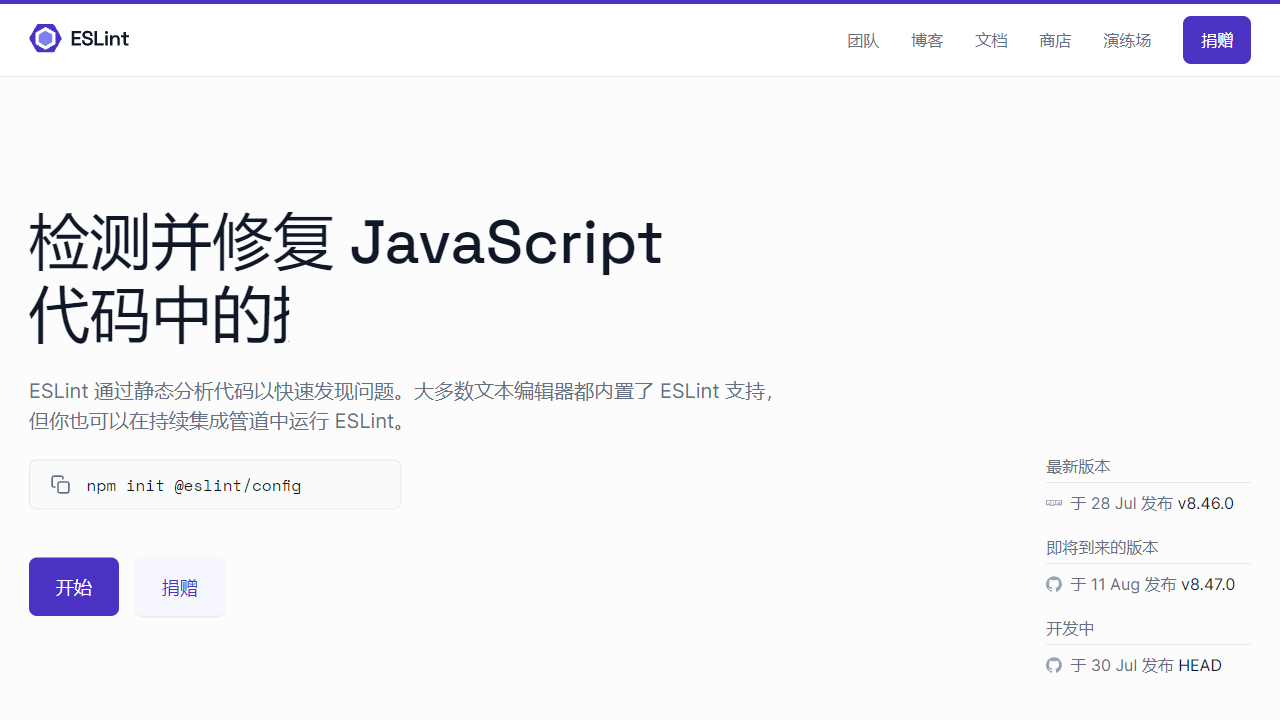 ESLint
团队 博客 文档 商店 演练场 捐赠
检测并修复 JavaScript
代码中的
ESLint 通过静态分析代码以快速发现问题。大多数文本编辑器都内置了 ESLint 支持，
但你也可以在持续集成管道中运行 ESLint。
npm init @eslint/config
开始 捐赠
最新版本
npm 于 28 Jul 发布 v8.46.0
即将到来的版本
于 11 Aug 发布 v8.47.0
开发中
于 30 Jul 发布 HEAD